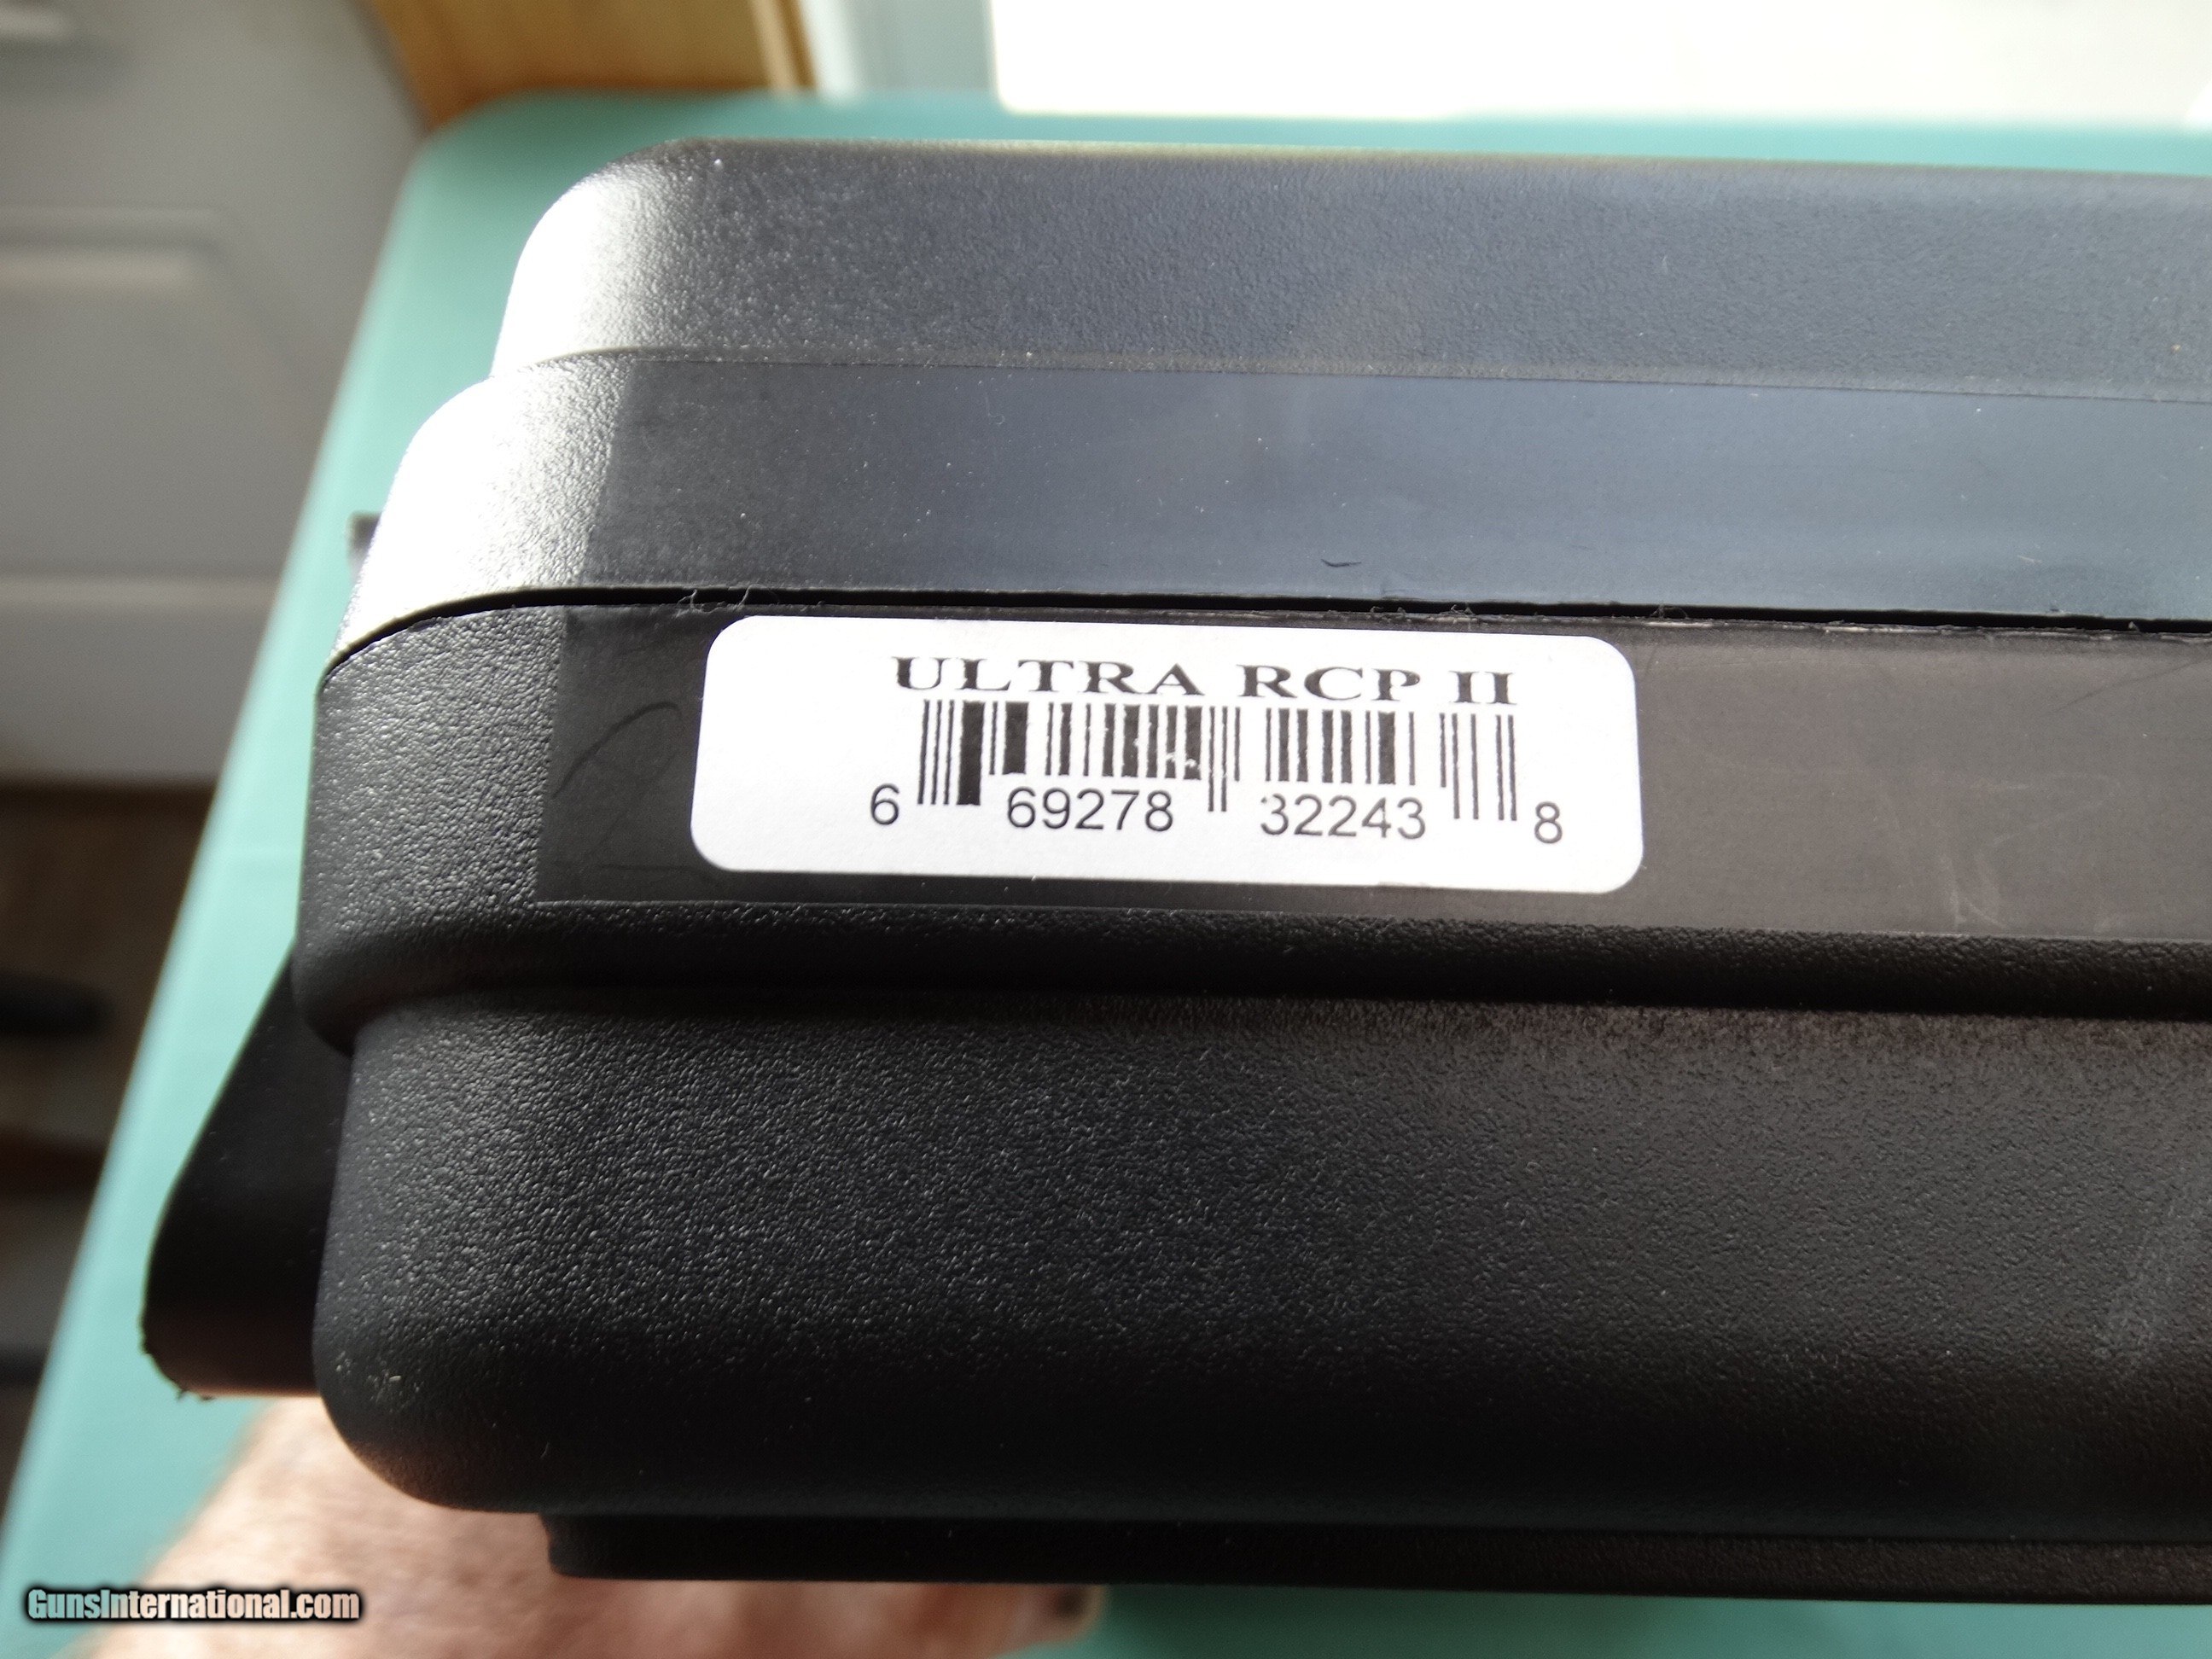 ULTRA RCP II
6 69278 32243 8
GunsInternational.com